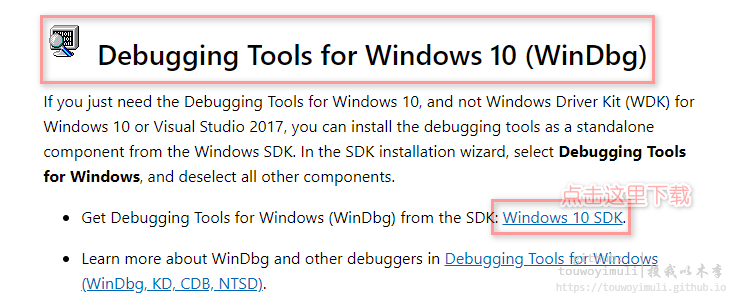 Debugging Tools for Windows 10 (WinDbg)
If you just need the Debugging Tools for Windows 10, and not Windows Driver Kit (WDK) for
Windows 10 or Visual Studio 2017, you can install the debugging tools as a standalone
component from the Windows SDK. In the SDK installation wizard, select Debugging Tools
for Windows, and deselect all other components.
点击这里下载
• Get Debugging Tools for Windows (WinDbg) from the SDK: Windows 10 SDK.
• Learn more about WinDbg and other debuggers in Debugging Tools for Windows
(WinDbg, KD, CDB, NTSD).
touwoyimuli|投我以木李
https://touwoyimuli.github.io